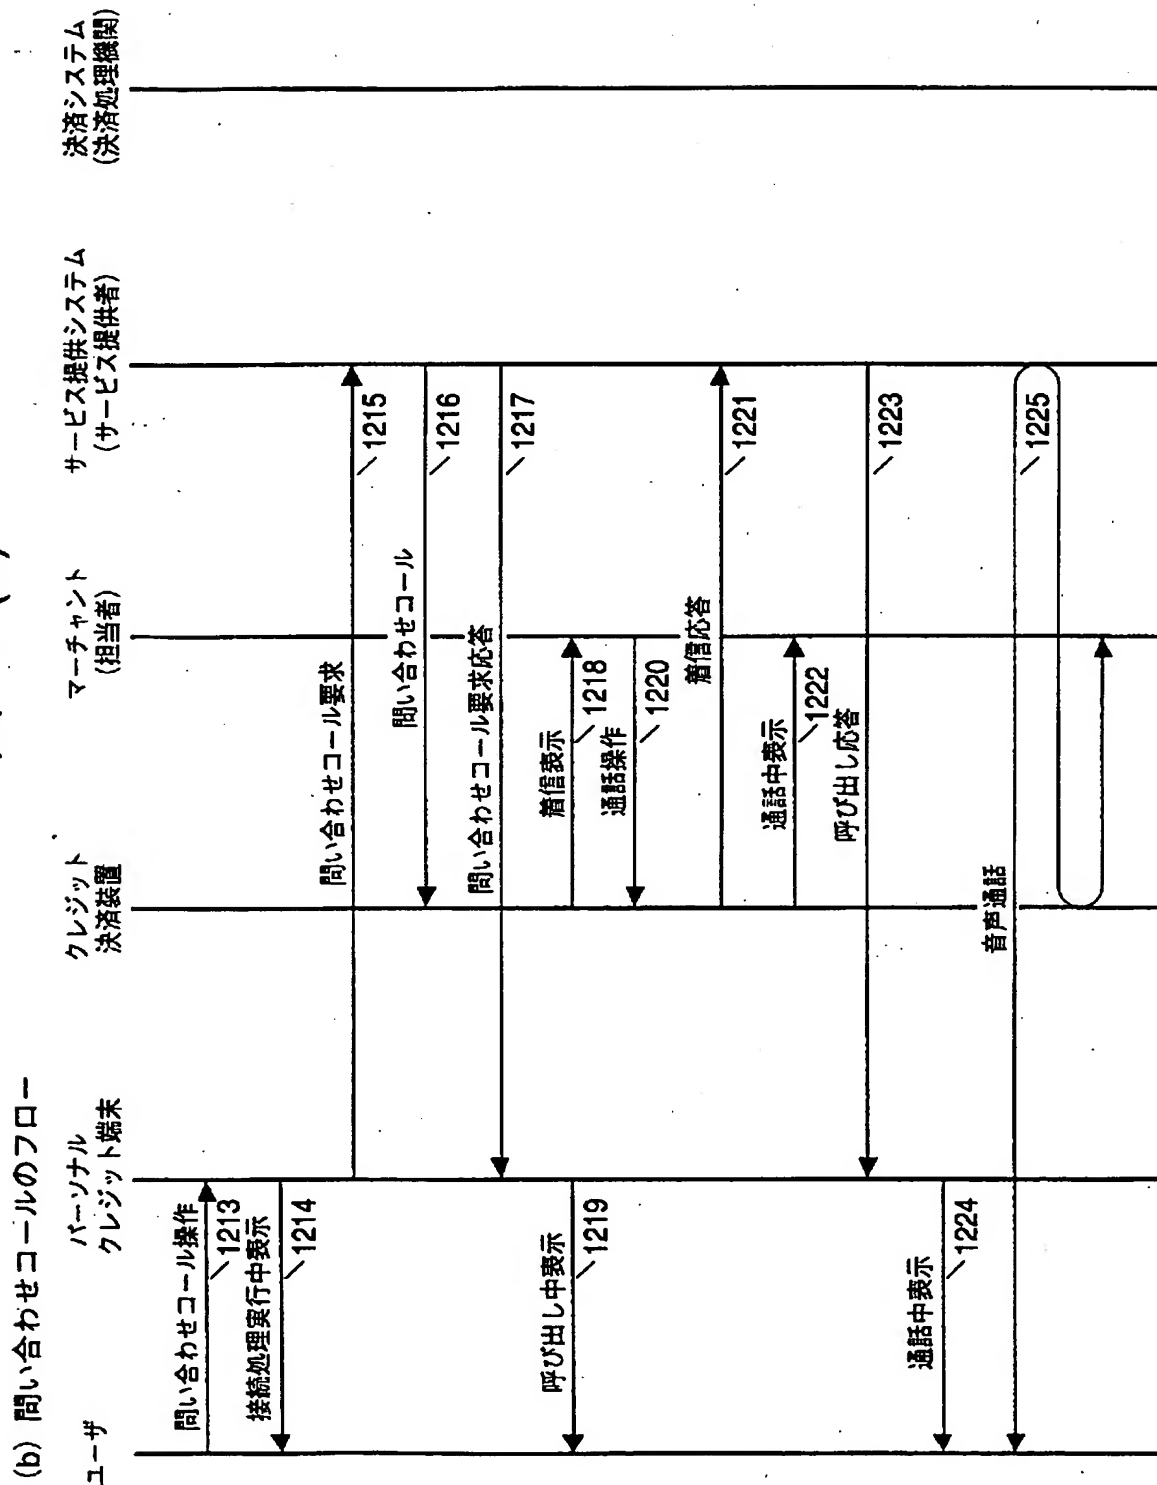 (b) 問い合わせコールのフロー
ユーザ
パーソナル
クレジット端末
クレジット
決済装置
マーチャント
(担当者)
サービス提供システム
(サービス提供者)
決済システム
(決済処理機関)
問い合わせコール操作
1213
接続処理実行中表示
1214
問い合わせコール要求
1215
問い合わせコール
1216
問い合わせコール要求応答
1217
着信表示
1218
呼び出し中表示
1219
通話操作
1220
着信応答
1221
通話中表示
1222
呼び出し応答
1223
通話中表示
1224
音声通話
1225